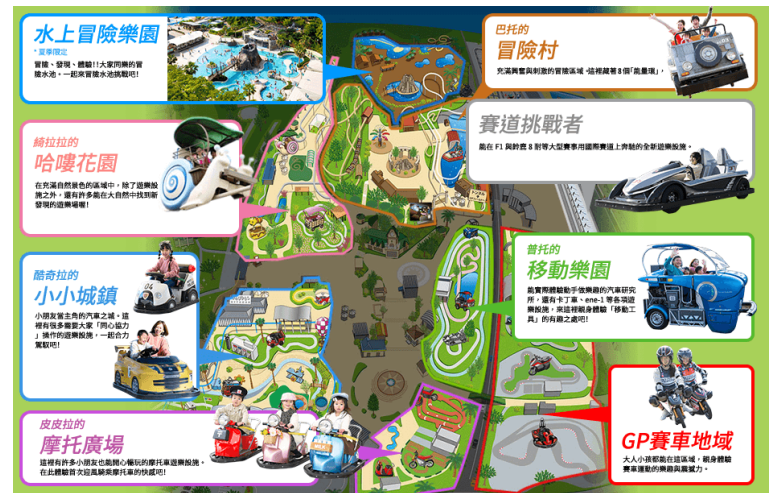 水上冒險樂園
*夏季限定
冒險、發現、體驗!!大家同樂的冒
險水池。一起來冒險水池挑戰吧!
巴托的
冒險村
充滿興奮與刺激的冒險區域,這裡藏著8個「能量環」,
綺拉拉的
哈嘍花園
在充滿自然景色的區域中,除了遊樂設
施之外,還有許多能在大自然中找到新
發現的遊樂場喔!
賽道挑戰者
能在 F1 與鈴鹿 8 耐等大型賽事用國際賽道上奔馳的全新遊樂設施。
酷奇拉的
小小城鎮
小朋友當主角的汽車之城。這
裡有很多需要大家「同心協力
」操作的遊樂設施,一起合力
駕馭吧!
04
普托的
移動樂園
能實際體驗動手做樂趣的汽車研究
所,還有卡丁車、ene-1 等各項遊
樂設施,來這裡親身體驗「移動工
具」的有趣之處吧!
皮皮拉的
摩托廣場
這裡有許多小朋友也能開心暢玩的摩托車遊樂設施。
在此體驗首次迎風騎乘摩托車的快感吧!
GP賽車地域
大人小孩都能在這區域,親身體驗
賽車運動的樂趣與震撼力。